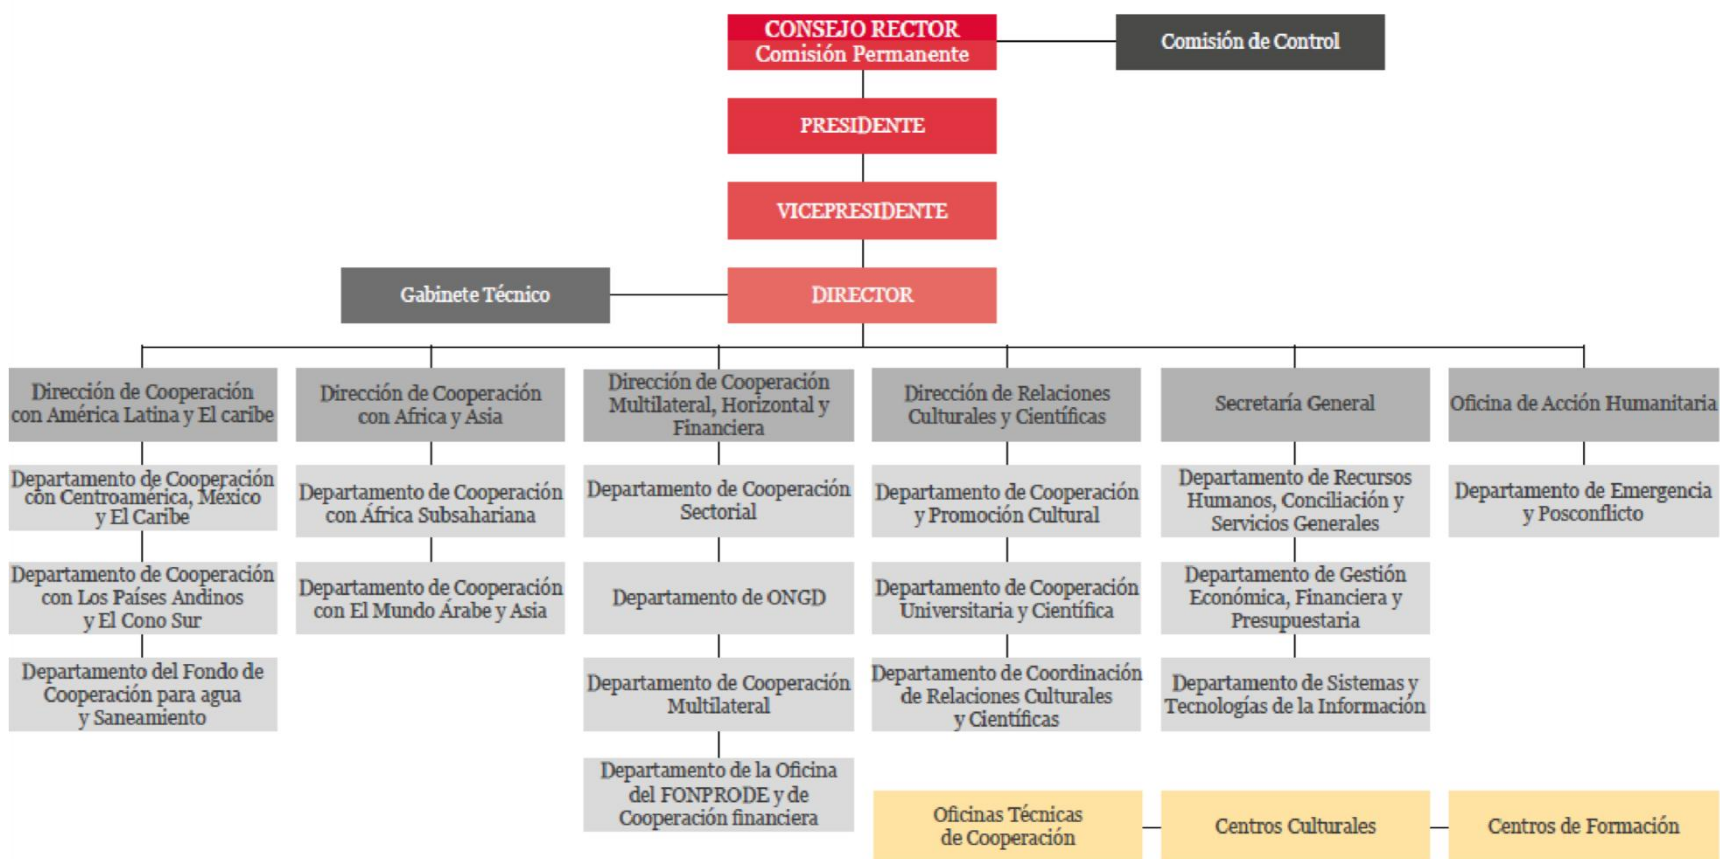 CONSEJO RECTOR
Comisión Permanente
Comisión de Control
PRESIDENTE
VICEPRESIDENTE
Gabinete Técnico
DIRECTOR
Dirección de Cooperación
con América Latina y El caribe
Dirección de Cooperación
con Africa y Asia
Dirección de Cooperación
Multilateral, Horizontal y
Financiera
Dirección de Relaciones
Culturales y Científicas
Secretaría General
Oficina de Acción Humanitaria
Departamento de Cooperación
con Centroamérica, México
y El Caribe
Departamento de Cooperación
con África Subsahariana
Departamento de Cooperación
Sectorial
Departamento de Cooperación
y Promoción Cultural
Departamento de Recursos
Humanos, Conciliación y
Servicios Generales
Departamento de Emergencia
y Posconflicto
Departamento de Cooperación
con Los Países Andinos
y El Cono Sur
Departamento de Cooperación
con El Mundo Árabe y Asia
Departamento de ONGD
Departamento de Cooperación
Universitaria y Científica
Departamento de Gestión
Económica, Financiera y
Presupuestaria
Departamento del Fondo de
Cooperación para agua
y Saneamiento
Departamento de Cooperación
Multilateral
Departamento de Coordinación
de Relaciones Culturales
y Científicas
Departamento de Sistemas y
Tecnologías de la Información
Departamento de la Oficina
del FONPRODE y de
Cooperación financiera
Oficinas Técnicas
de Cooperación
Centros Culturales
Centros de Formación